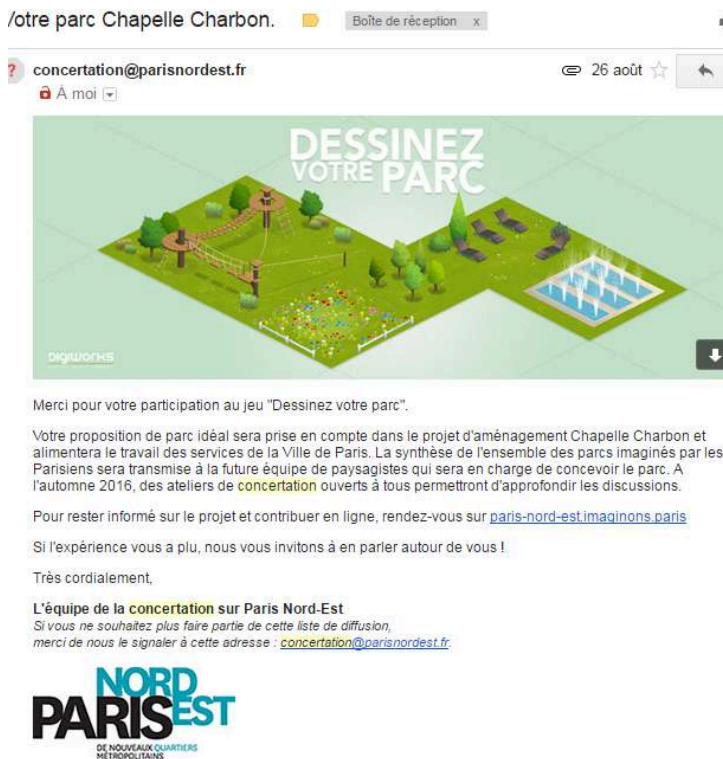 Votre parc Chapelle Charbon.
Boîte de réception x
?
concertation@parisnordest.fr
26 août
À moi
DESSINEZ
VOTRE PARC
DIGIWORKS
Merci pour votre participation au jeu "Dessinez votre parc".
Votre proposition de parc idéal sera prise en compte dans le projet d'aménagement Chapelle Charbon et
alimentera le travail des services de la Ville de Paris. La synthèse de l'ensemble des parcs imaginés par les
Parisiens sera transmise à la future équipe de paysagistes qui sera en charge de concevoir le parc. A
l'automne 2016, des ateliers de concertation ouverts à tous permettront d'approfondir les discussions.
Pour rester informé sur le projet et contribuer en ligne, rendez-vous sur paris-nord-est.imaginons.paris
Si l'expérience vous a plu, nous vous invitons à en parler autour de vous !
Très cordialement,
L'équipe de la concertation sur Paris Nord-Est
Si vous ne souhaitez plus faire partie de cette liste de diffusion,
merci de nous le signaler à cette adresse : concertation@parisnordest.fr.
NORD
PARIS EST
DE NOUVEAUX QUARTIERS
MÉTROPOLITAINS